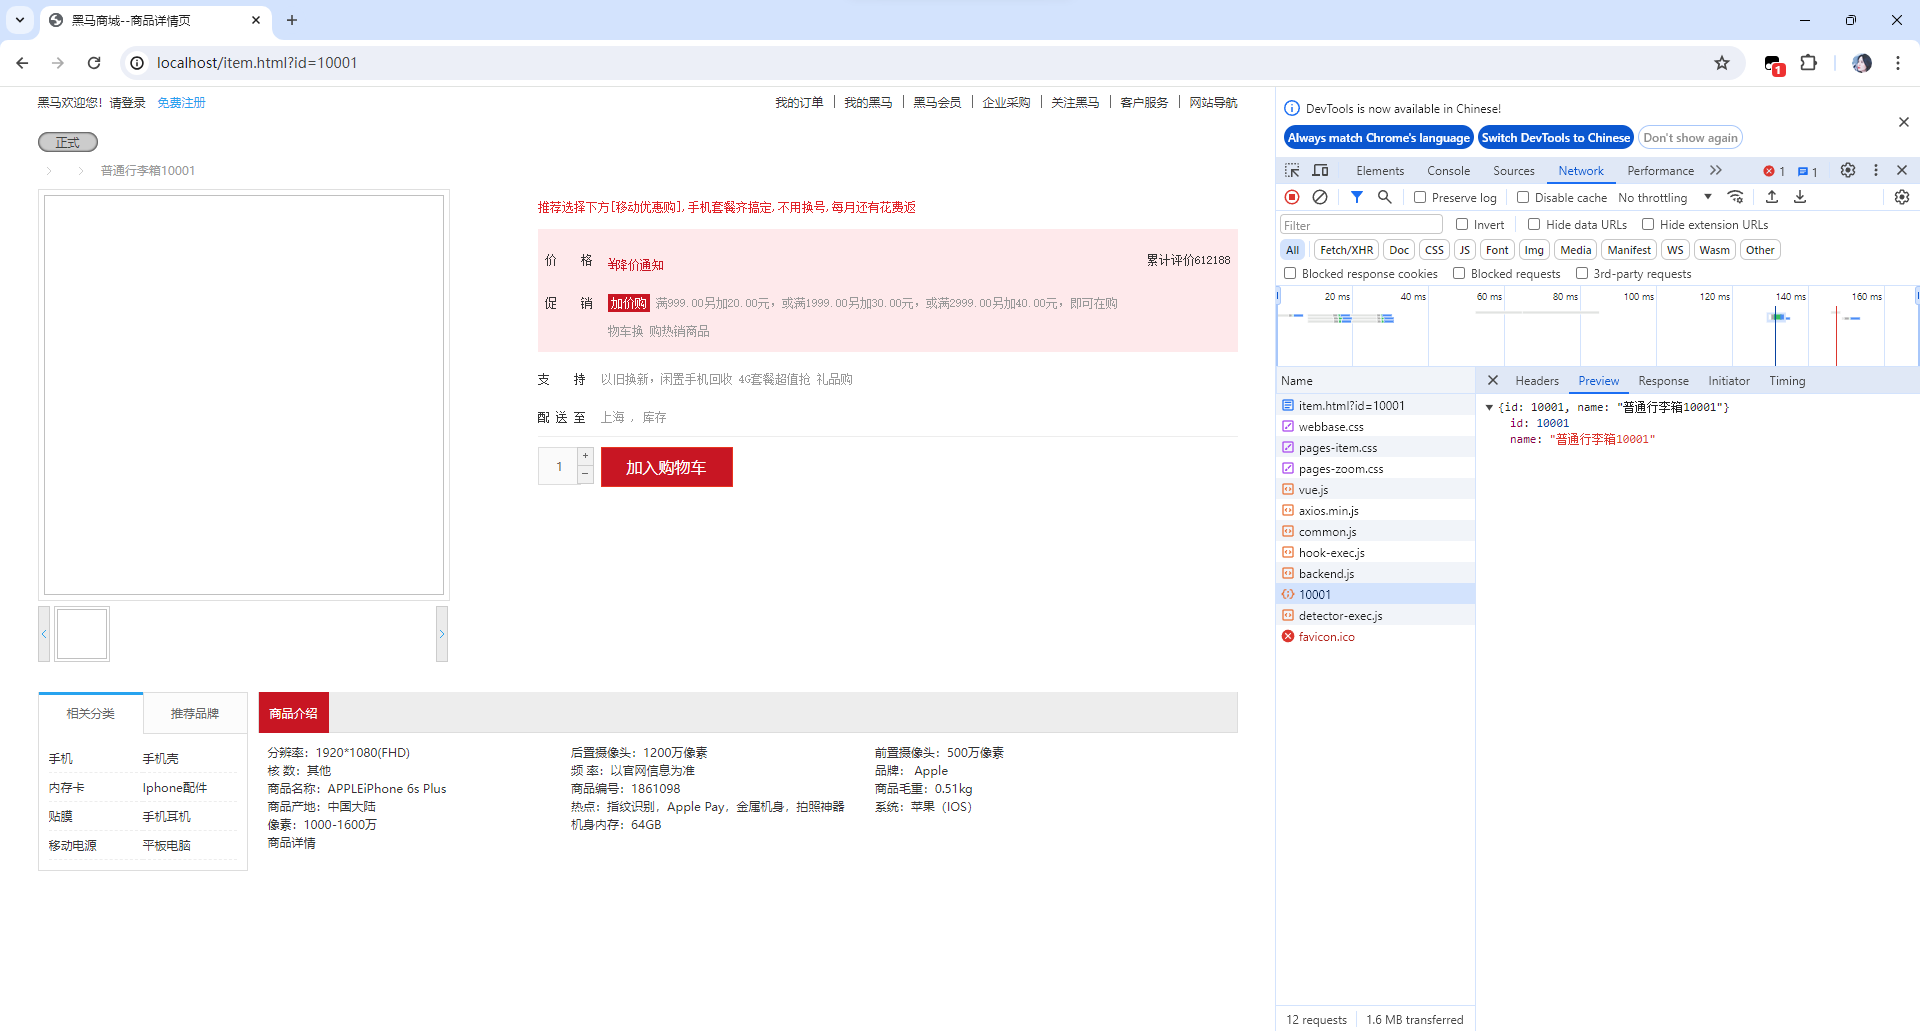 黑马商城--商品详情页
localhost/item.html?id=10001
1
黑马欢迎您！请登录 免费注册
我的订单 我的黑马 黑马会员 企业采购 关注黑马 客户服务 网站导航
正式
普通行李箱10001
推荐选择下方[移动优惠购],手机套餐齐搞定,不用换号,每月还有花费返
价 格 ¥降价通知 累计评价612188
促 销 加价购 满999.00另加20.00元，或满1999.00另加30.00元，或满2999.00另加40.00元，即可在购
物车换 购热销商品
支 持 以旧换新，闲置手机回收 4G套餐超值抢 礼品购
配 送 至 上海 ， 库存
1 + - 加入购物车
相关分类 推荐品牌 商品介绍
手机 手机壳
内存卡 Iphone配件
贴膜 手机耳机
移动电源 平板电脑
分辨率：1920*1080(FHD) 后置摄像头：1200万像素 前置摄像头：500万像素
核 数：其他 频 率：以官网信息为准 品牌： Apple
商品名称：APPLEiPhone 6s Plus 商品编号：1861098 商品毛重：0.51kg
商品产地：中国大陆 热点：指纹识别，Apple Pay，金属机身，拍照神器 系统：苹果（IOS）
像素：1000-1600万 机身内存：64GB
商品详情
DevTools is now available in Chinese!
Always match Chrome's language Switch DevTools to Chinese Don't show again
Elements Console Sources Network Performance 1 1
Preserve log Disable cache No throttling
Filter Invert Hide data URLs Hide extension URLs
All Fetch/XHR Doc CSS JS Font Img Media Manifest WS Wasm Other
Blocked response cookies Blocked requests 3rd-party requests
20 ms 40 ms 60 ms 80 ms 100 ms 120 ms 140 ms 160 ms
Name
item.html?id=10001
webbase.css
pages-item.css
pages-zoom.css
vue.js
axios.min.js
common.js
hook-exec.js
backend.js
10001
detector-exec.js
favicon.ico
Headers Preview Response Initiator Timing
{id: 10001, name: "普通行李箱10001"}
id: 10001
name: "普通行李箱10001"
12 requests 1.6 MB transferred